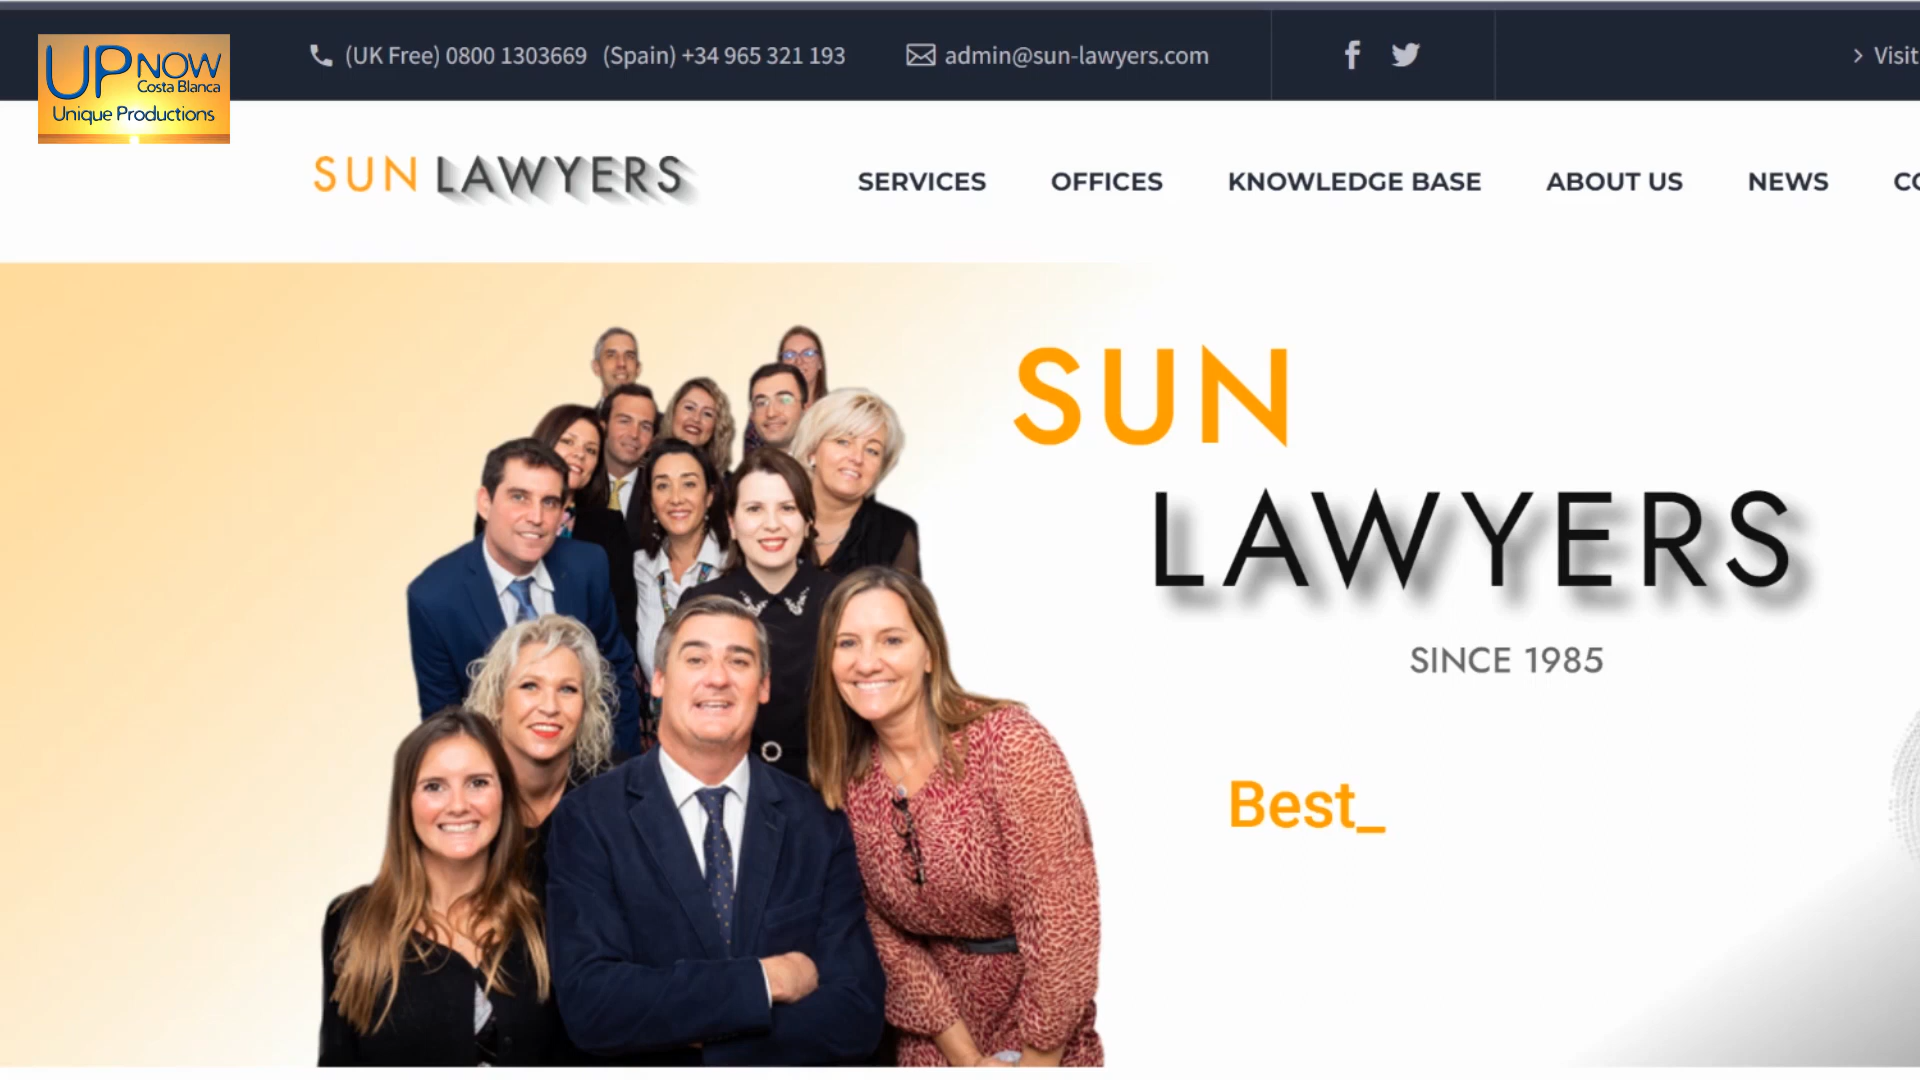 UP NOW
Costa Blanca
Unique Productions
(UK Free) 0800 1303669 (Spain) +34 965 321 193
admin@sun-lawyers.com
Visit
SUN LAWYERS
SERVICES OFFICES KNOWLEDGE BASE ABOUT US NEWS
SUN
LAWYERS
SINCE 1985
Best_